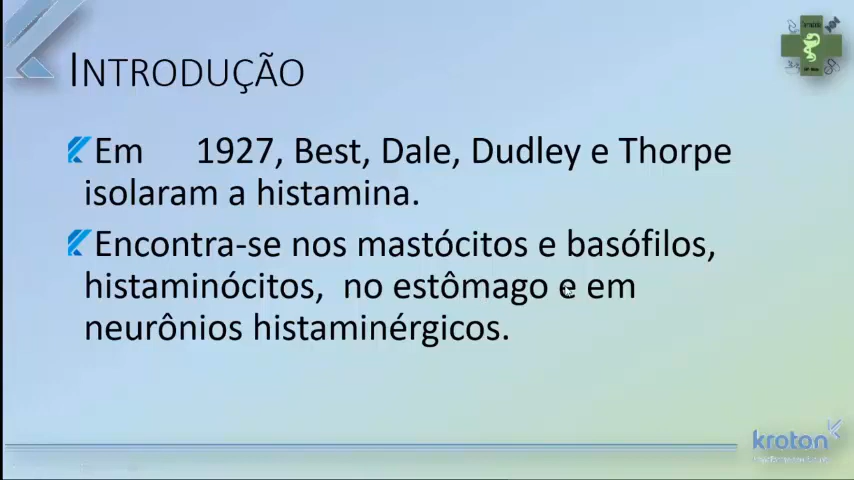 INTRODUÇÃO
Em 1927, Best, Dale, Dudley e Thorpe
isolaram a histamina.
Encontra-se nos mastócitos e basófilos,
histaminócitos, no estômago e em
neurônios histaminérgicos.
kroton